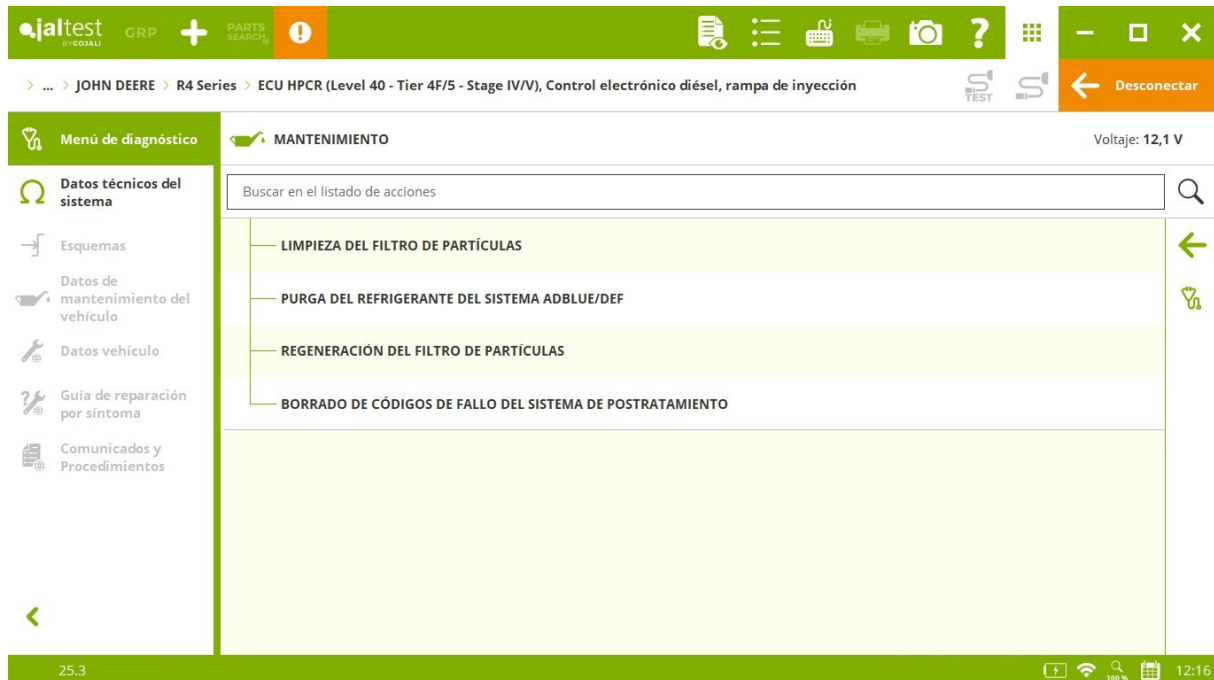 jaltest
BY COJALI
GRP
PARTS
SEARCH
TEST
> ... > JOHN DEERE > R4 Series > ECU HPCR (Level 40 - Tier 4F/5 - Stage IV/V), Control electrónico diésel, rampa de inyección
Desconectar
Menú de diagnóstico
MANTENIMIENTO
Voltaje: 12,1 V
Datos técnicos del
sistema
Buscar en el listado de acciones
Esquemas
LIMPIEZA DEL FILTRO DE PARTÍCULAS
Datos de
mantenimiento del
vehículo
PURGA DEL REFRIGERANTE DEL SISTEMA ADBLUE/DEF
Datos vehículo
REGENERACIÓN DEL FILTRO DE PARTÍCULAS
Guía de reparación
por síntoma
BORRADO DE CÓDIGOS DE FALLO DEL SISTEMA DE POSTRATAMIENTO
Comunicados y
Procedimientos
25.3
100 %
12:16